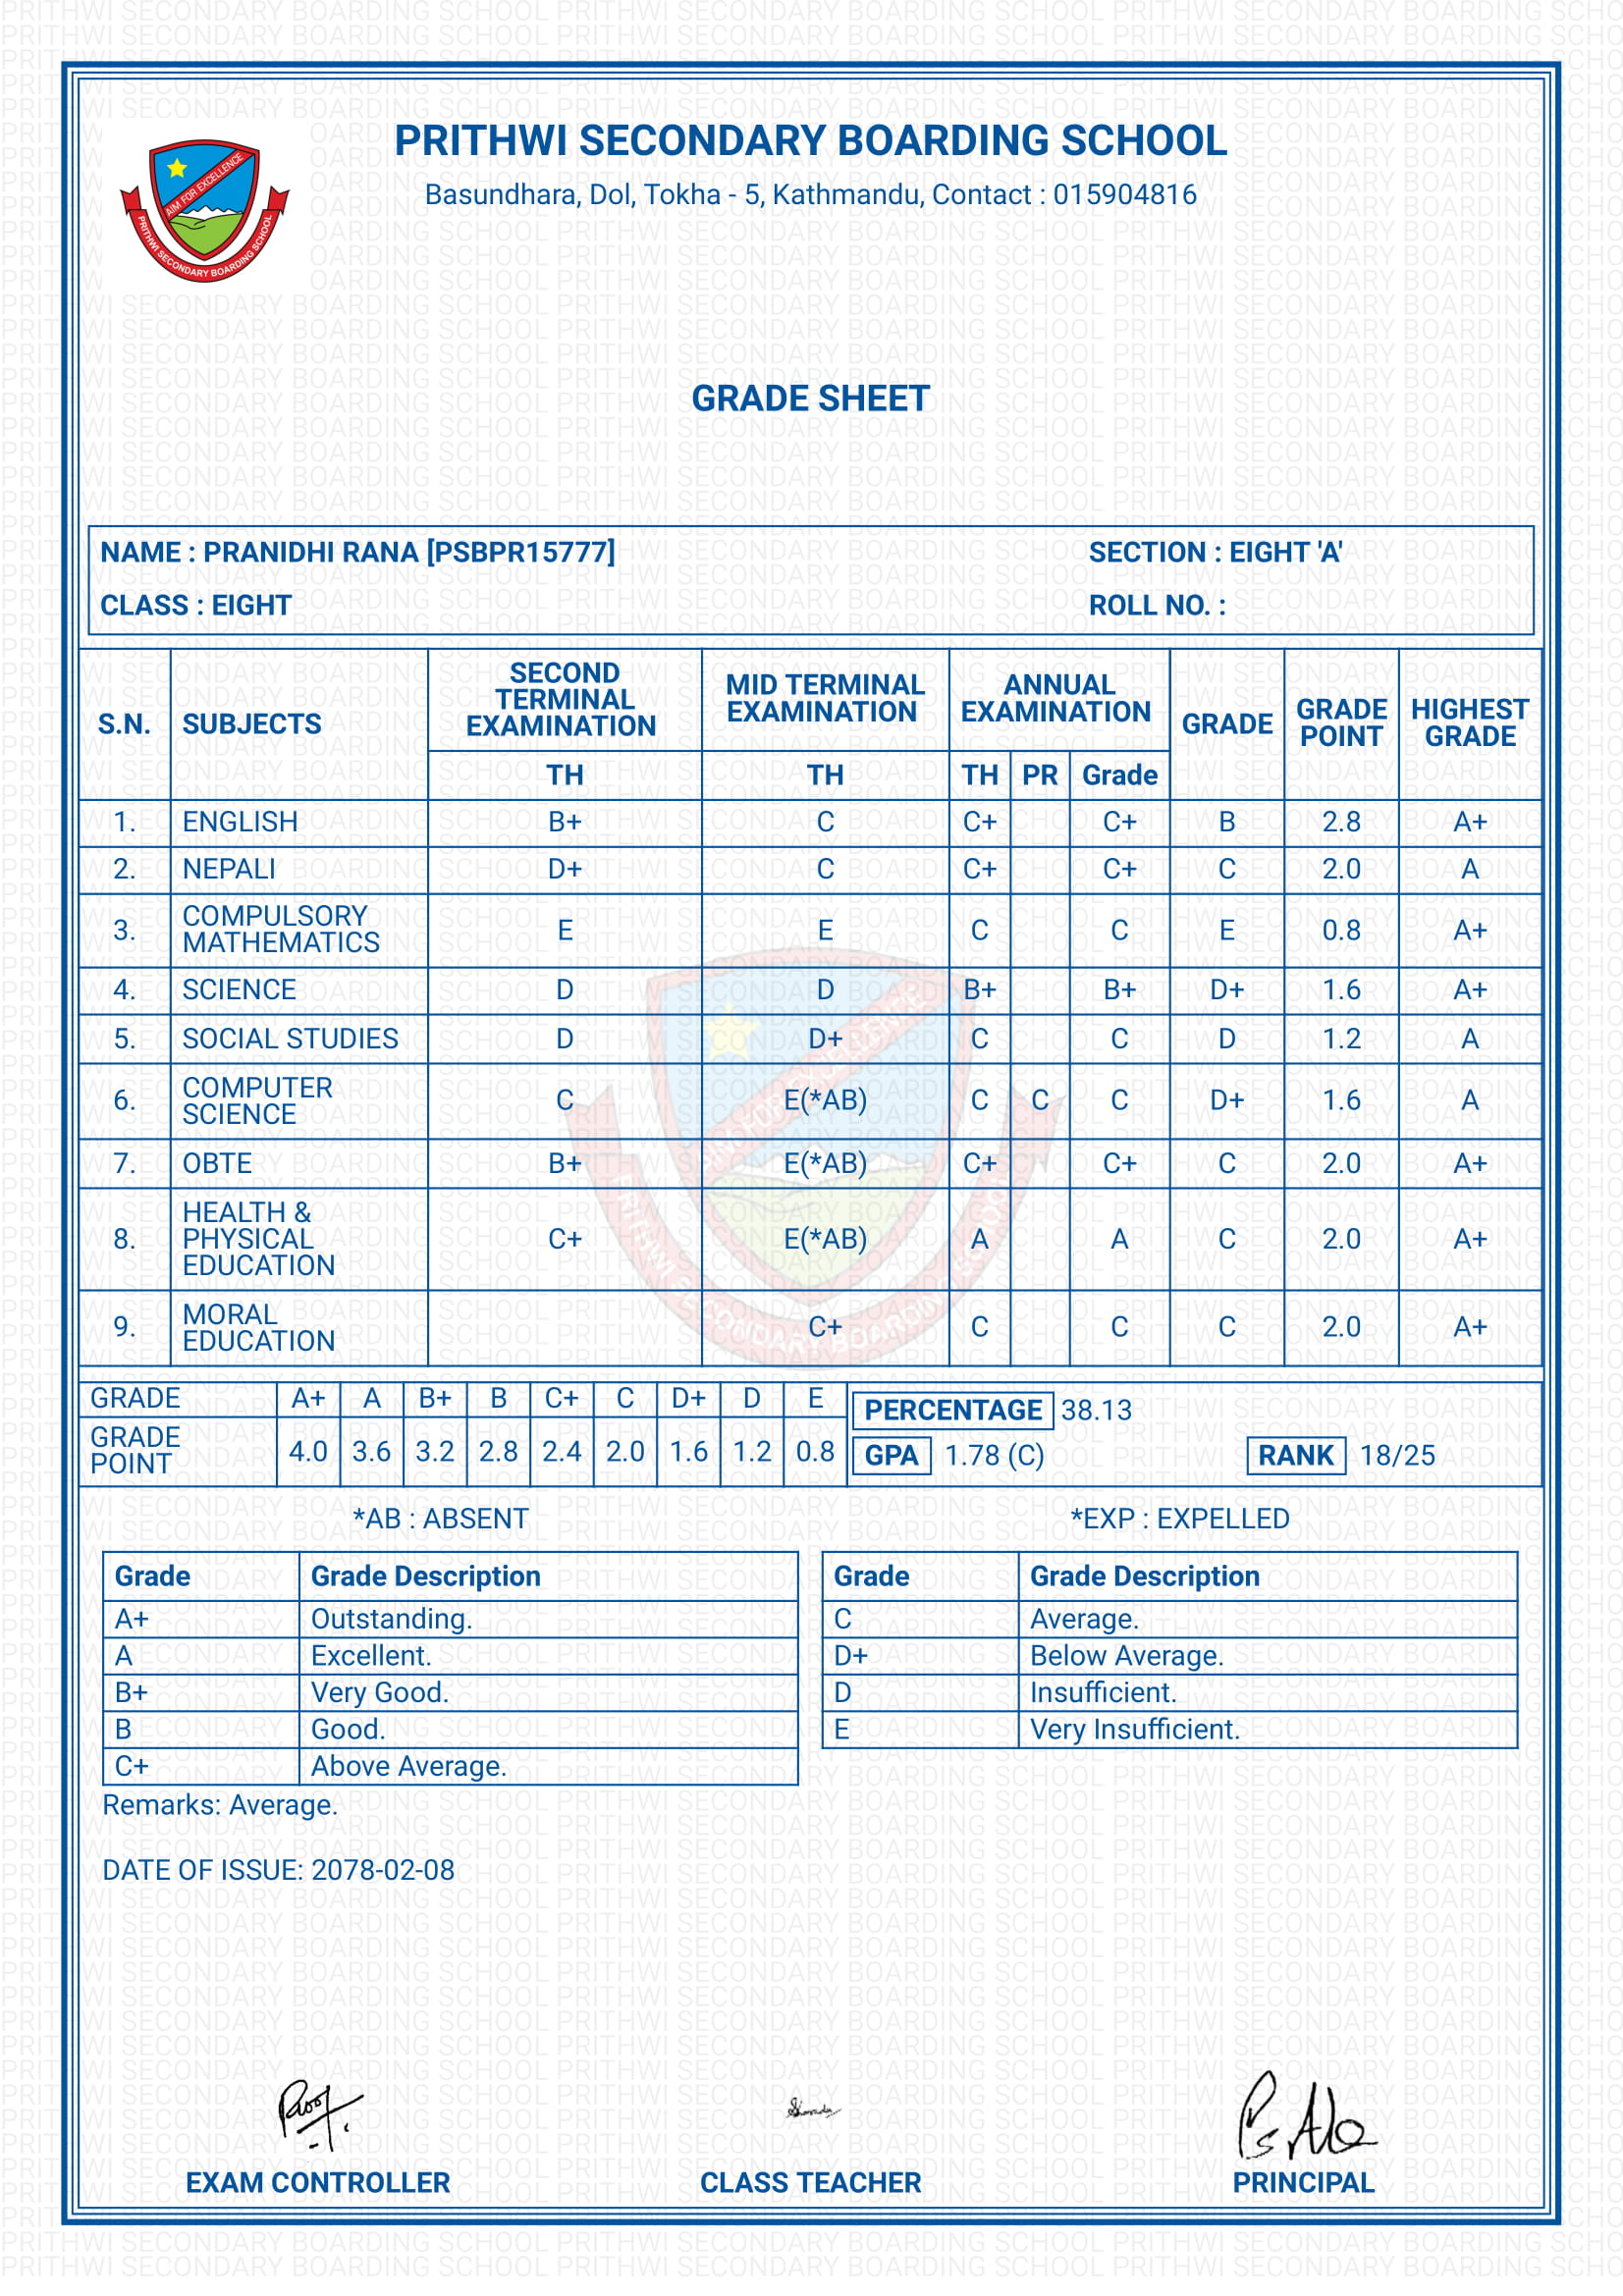 PRITHWI SECONDARY BOARDING SCHOOL
Basundhara, Dol, Tokha - 5, Kathmandu, Contact : 015904816
AIM FOR EXCELLENCE
PRITHWI SECONDARY BOARDING SCHOOL
GRADE SHEET
NAME : PRANIDHI RANA [PSBPR15777] SECTION : EIGHT 'A'
CLASS : EIGHT ROLL NO. :
S.N. SUBJECTS SECOND TERMINAL EXAMINATION MID TERMINAL EXAMINATION ANNUAL EXAMINATION GRADE GRADE POINT HIGHEST GRADE
TH TH TH PR Grade
1. ENGLISH B+ C C+ C+ B 2.8 A+
2. NEPALI D+ C C+ C+ C 2.0 A
3. COMPULSORY MATHEMATICS E E C C E 0.8 A+
4. SCIENCE D D B+ B+ D+ 1.6 A+
5. SOCIAL STUDIES D D+ C C D 1.2 A
6. COMPUTER SCIENCE C E(*AB) C C C D+ 1.6 A
7. OBTE B+ E(*AB) C+ C+ C 2.0 A+
8. HEALTH & PHYSICAL EDUCATION C+ E(*AB) A A C 2.0 A+
9. MORAL EDUCATION C+ C C C 2.0 A+
GRADE A+ A B+ B C+ C D+ D E
GRADE POINT 4.0 3.6 3.2 2.8 2.4 2.0 1.6 1.2 0.8
PERCENTAGE 38.13
GPA 1.78 (C) RANK 18/25
*AB : ABSENT *EXP : EXPELLED
Grade Grade Description
A+ Outstanding.
A Excellent.
B+ Very Good.
B Good.
C+ Above Average.
Grade Grade Description
C Average.
D+ Below Average.
D Insufficient.
E Very Insufficient.
Remarks: Average.
DATE OF ISSUE: 2078-02-08
EXAM CONTROLLER CLASS TEACHER PRINCIPAL